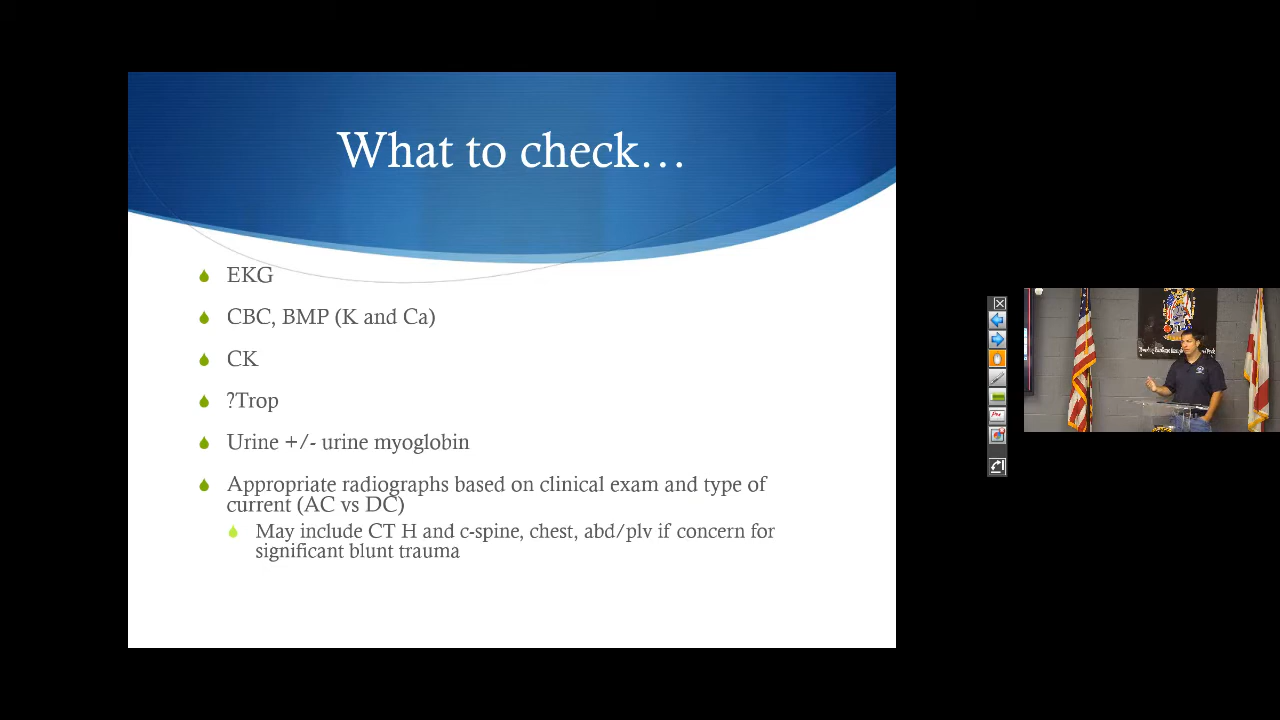 What to check…
EKG
CBC, BMP (K and Ca)
CK
?Trop
Urine +/- urine myoglobin
Appropriate radiographs based on clinical exam and type of
current (AC vs DC)
May include CT H and c-spine, chest, abd/plv if concern for
significant blunt trauma